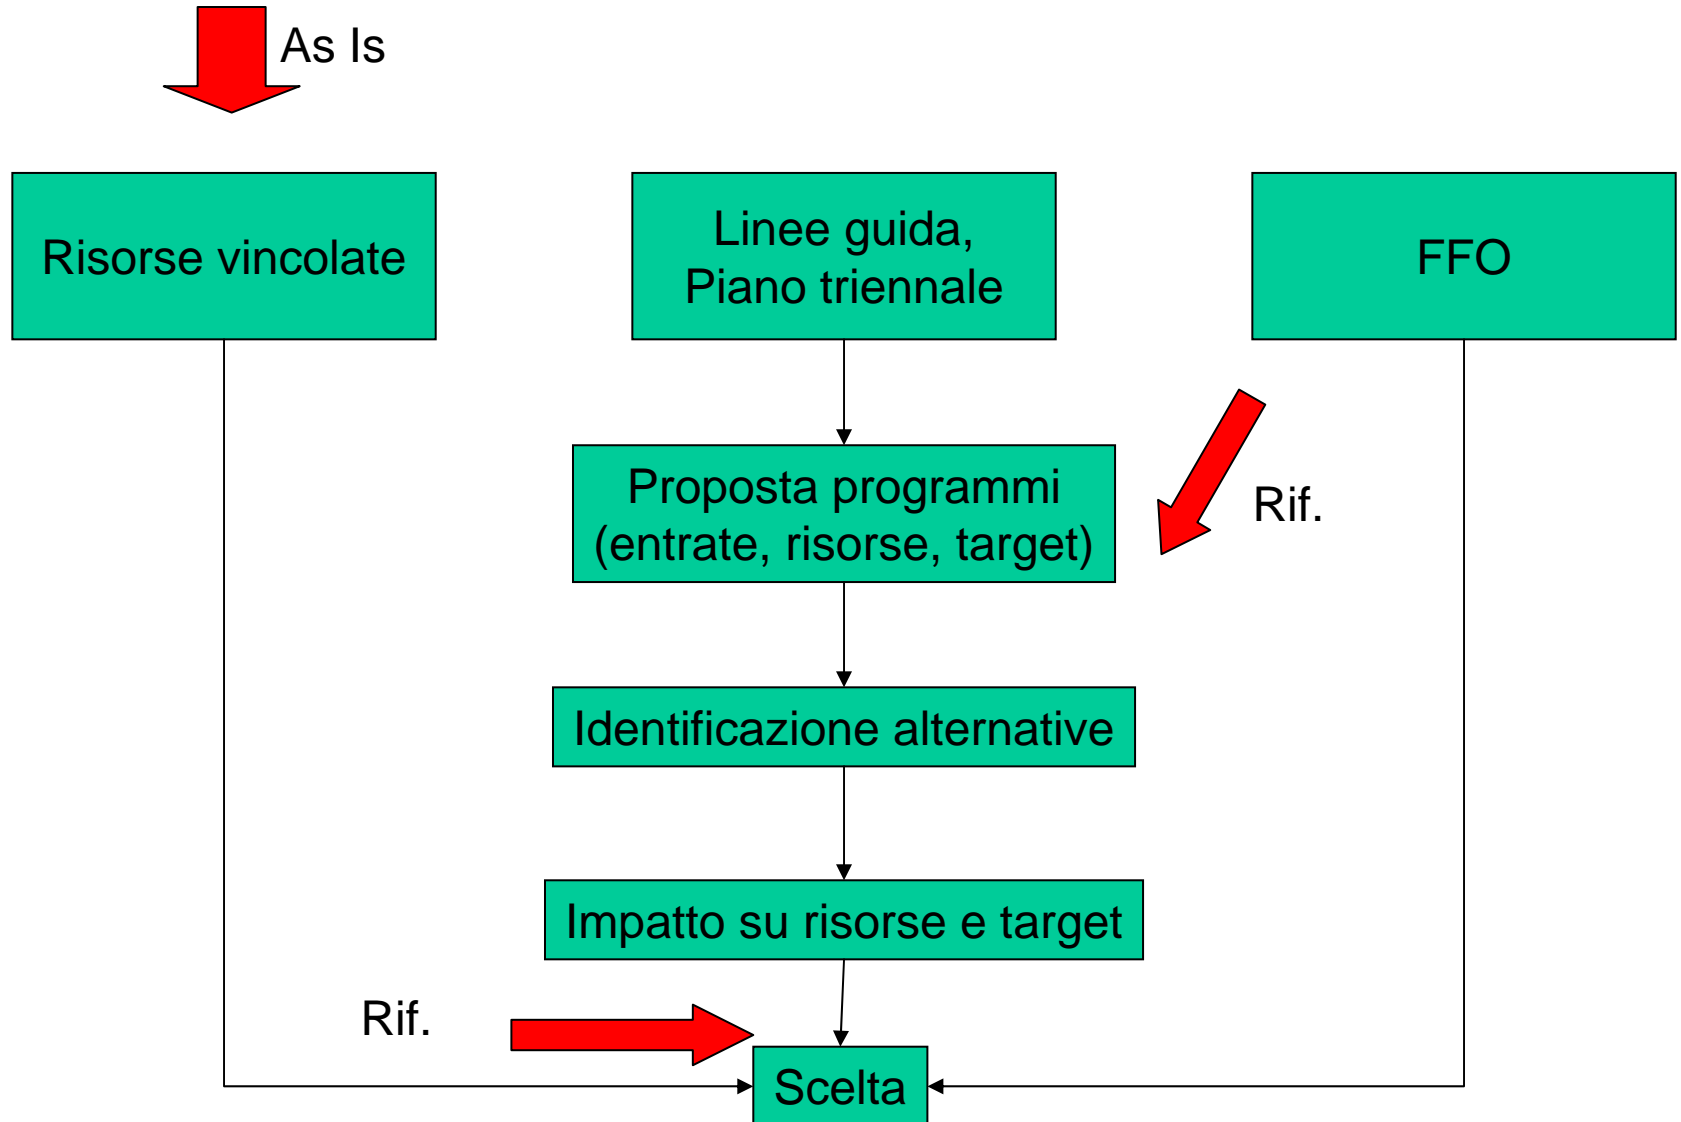 As Is
Risorse vincolate
Linee guida,
Piano triennale
FFO
Proposta programmi
(entrate, risorse, target)
Rif.
Identificazione alternative
Impatto su risorse e target
Rif.
Scelta